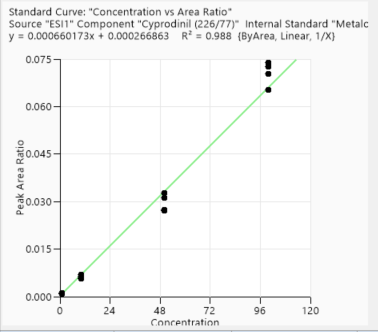 Standard Curve: "Concentration vs Area Ratio"
Source "ESI1" Component "Cyprodinil (226/77)" Internal Standard "Metalc
y = 0.000660173x + 0.000266863 R² = 0.988 {ByArea, Linear, 1/X}
Peak Area Ratio
0.075
0.060
0.045
0.030
0.015
0.000
0 24 48 72 96 120
Concentration